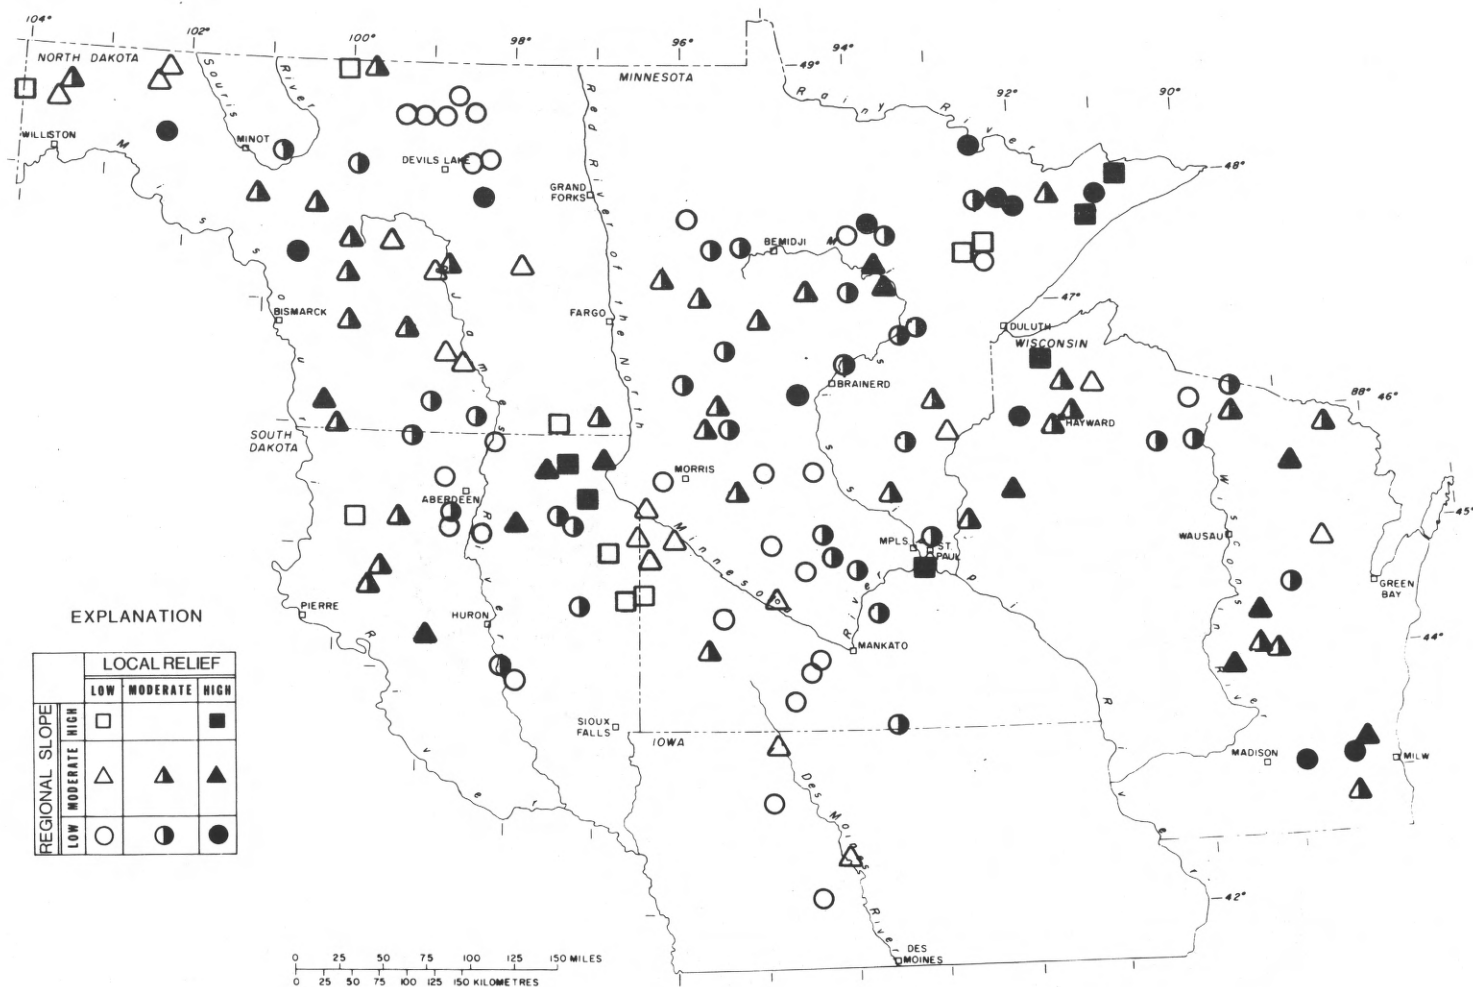 104°
102°
100°
98°
96°
94°
92°
90°
NORTH DAKOTA
MINNESOTA
49°
Souris
River
Rainy River
Red River of the North
WILLISTON
MINOT
DEVILS LAKE
GRAND
FORKS
48°
Missouri River
BEMIDJI
James River
47°
BISMARCK
FARGO
DULUTH
WISCONSIN
BRAINERD
88° 46°
HAYWARD
SOUTH
DAKOTA
MORRIS
ABERDEEN
Mississippi River
Wisconsin River
45°
Minnesota River
MPLS
ST.
PAUL
WAUSAU
GREEN
BAY
PIERRE
HURON
44°
MANKATO
SIOUX
FALLS
IOWA
MADISON
MILW
Des Moines River
42°
DES
MOINES
EXPLANATION
LOCAL RELIEF
LOW MODERATE HIGH
REGIONAL SLOPE
HIGH
MODERATE
LOW
0 25 50 75 100 125 150 MILES
0 25 50 75 100 125 150 KILOMETRES